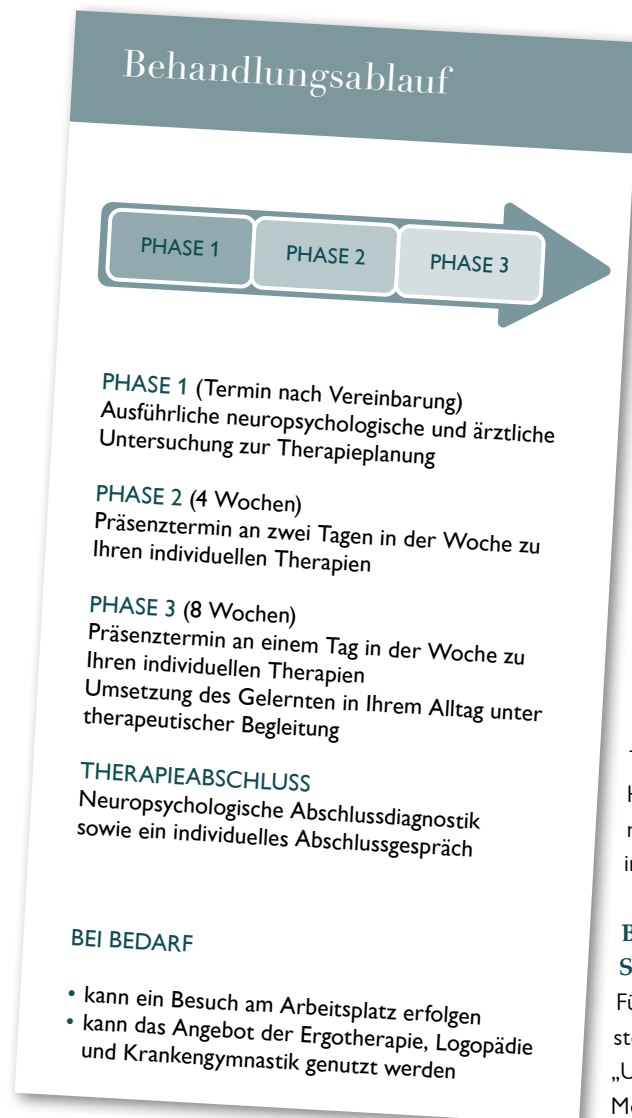 Behandlungsablauf
PHASE 1
PHASE 2
PHASE 3
PHASE 1 (Termin nach Vereinbarung)
Ausführliche neuropsychologische und ärztliche
Untersuchung zur Therapieplanung
PHASE 2 (4 Wochen)
Präsenztermin an zwei Tagen in der Woche zu
Ihren individuellen Therapien
PHASE 3 (8 Wochen)
Präsenztermin an einem Tag in der Woche zu
Ihren individuellen Therapien
Umsetzung des Gelernten in Ihrem Alltag unter
therapeutischer Begleitung
THERAPIEABSCHLUSS
Neuropsychologische Abschlussdiagnostik
sowie ein individuelles Abschlussgespräch
BEI BEDARF
• kann ein Besuch am Arbeitsplatz erfolgen
• kann das Angebot der Ergotherapie, Logopädie
und Krankengymnastik genutzt werden